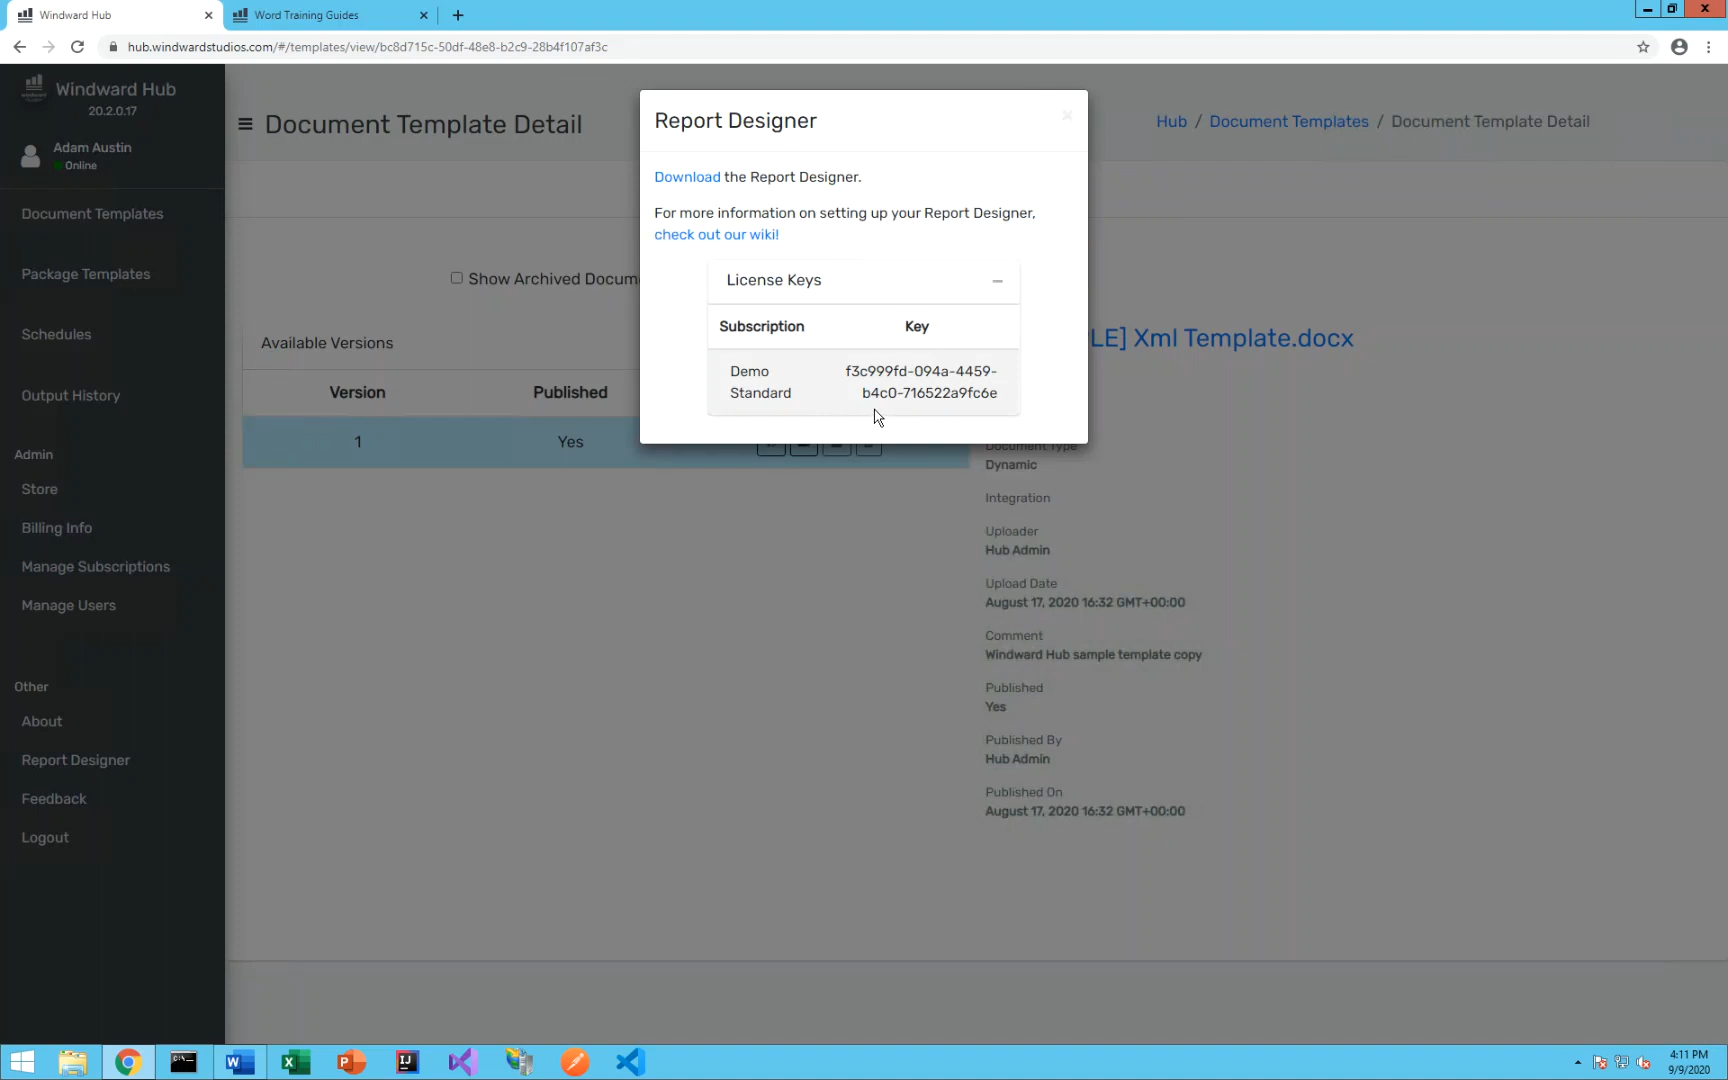 Windward Hub
Word Training Guides
hub.windwardstudios.com/#/templates/view/bc8d715c-50df-48e8-b2c9-28b4f107af3c
Windward Hub
20.2.0.17
Adam Austin
Online
Document Templates
Package Templates
Schedules
Output History
Admin
Store
Billing Info
Manage Subscriptions
Manage Users
Other
About
Report Designer
Feedback
Logout
Document Template Detail
Hub / Document Templates / Document Template Detail
Show Archived Docum
Available Versions
Version Published
1 Yes
Report Designer
Download the Report Designer.
For more information on setting up your Report Designer,
check out our wiki!
License Keys
Subscription Key
Demo f3c999fd-094a-4459-
Standard b4c0-716522a9fc6e
LE] Xml Template.docx
Document Type
Dynamic
Integration
Uploader
Hub Admin
Upload Date
August 17, 2020 16:32 GMT+00:00
Comment
Windward Hub sample template copy
Published
Yes
Published By
Hub Admin
Published On
August 17, 2020 16:32 GMT+00:00
4:11 PM
9/9/2020